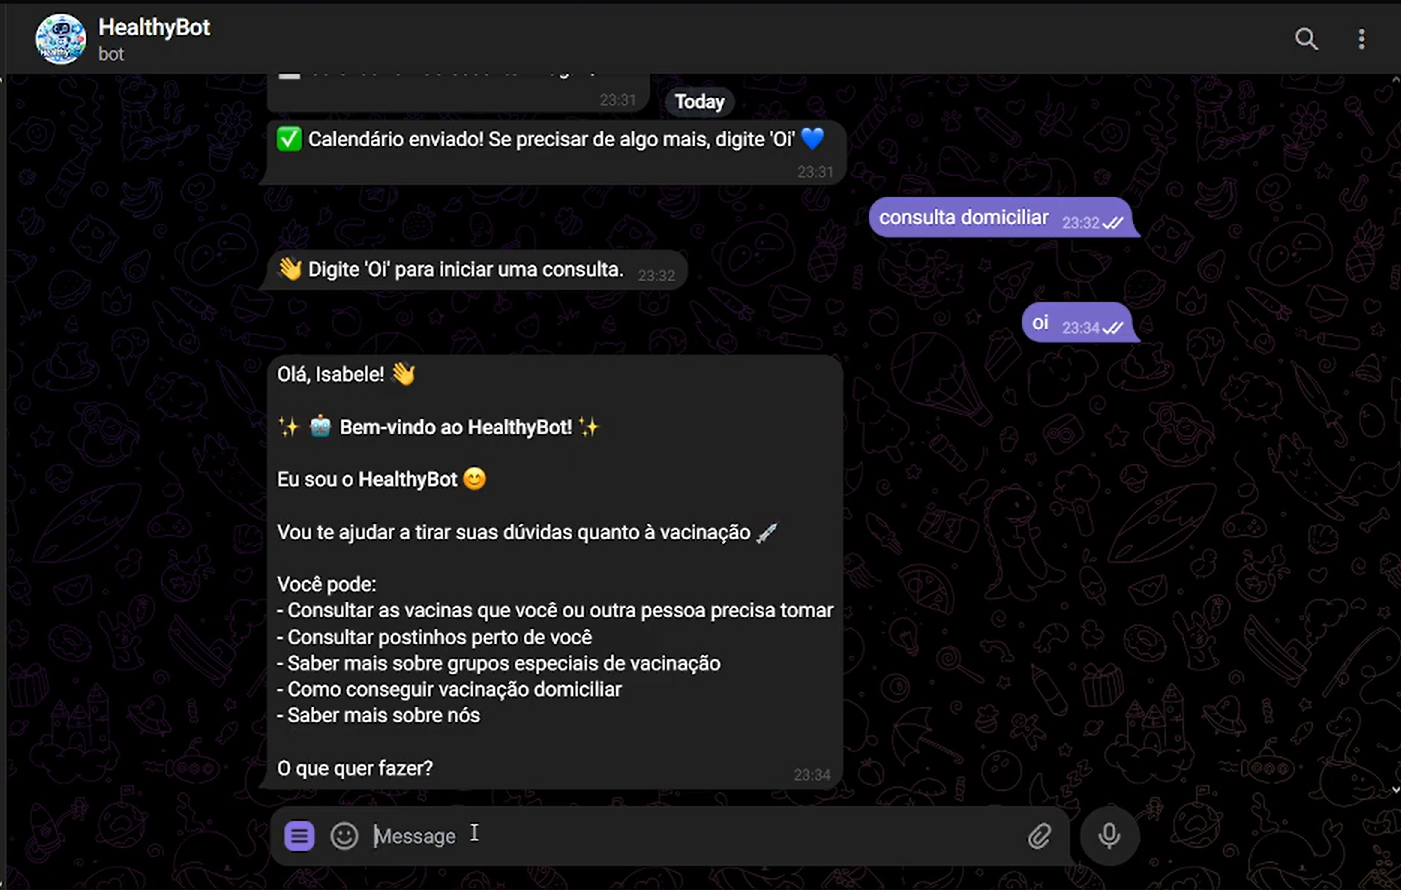 HealthyBot
bot
23:31
Today
✅ Calendário enviado! Se precisar de algo mais, digite 'Oi' 💙
23:31
consulta domiciliar 23:32
👋 Digite 'Oi' para iniciar uma consulta. 23:32
oi 23:34
Olá, Isabele! 👋
✨ 🤖 Bem-vindo ao HealthyBot! ✨
Eu sou o HealthyBot 😊
Vou te ajudar a tirar suas dúvidas quanto à vacinação 💉
Você pode:
- Consultar as vacinas que você ou outra pessoa precisa tomar
- Consultar postinhos perto de você
- Saber mais sobre grupos especiais de vacinação
- Como conseguir vacinação domiciliar
- Saber mais sobre nós
O que quer fazer?
23:34
Message